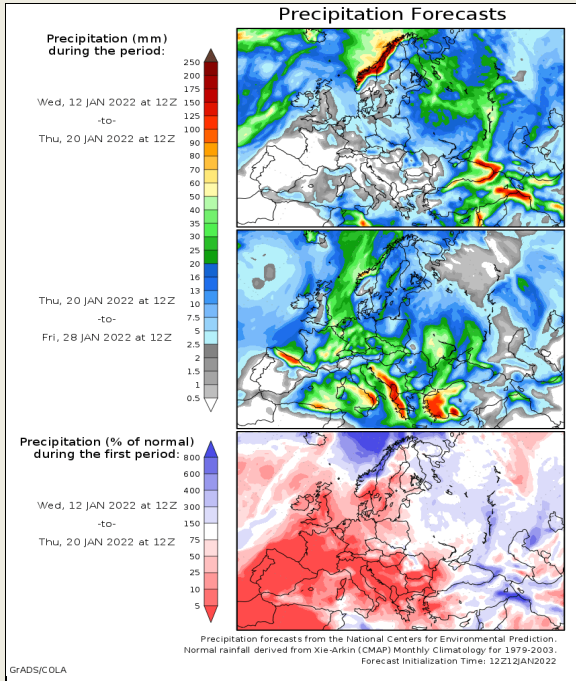 Precipitation Forecasts
Precipitation (mm)
during the period:
Wed, 12 JAN 2022 at 12Z
-to-
Thu, 20 JAN 2022 at 12Z
250
200
175
150
125
100
90
80
70
60
50
40
35
30
25
20
16
13
10
7.5
5
2.5
2
1.5
1
0.5
Thu, 20 JAN 2022 at 12Z
-to-
Fri, 28 JAN 2022 at 12Z
Precipitation (% of normal)
during the first period:
Wed, 12 JAN 2022 at 12Z
-to-
Thu, 20 JAN 2022 at 12Z
800
600
400
300
150
75
50
25
10
5
Precipitation forecasts from the National Centers for Environmental Prediction.
Normal rainfall derived from Xie-Arkin (CMAP) Monthly Climatology for 1979-2003.
Forecast Initialization Time: 12Z12JAN2022
GrADS/COLA